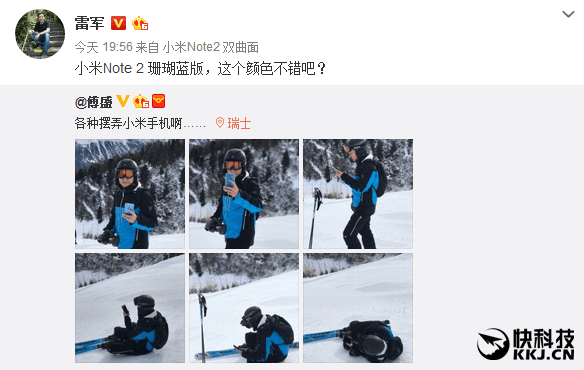 雷军
今天 19:56 来自 小米Note2 双曲面
小米Note 2 珊瑚蓝版，这个颜色不错吧？
@傅盛
各种摆弄小米手机啊…… 瑞士
快科技
KKJ.CN